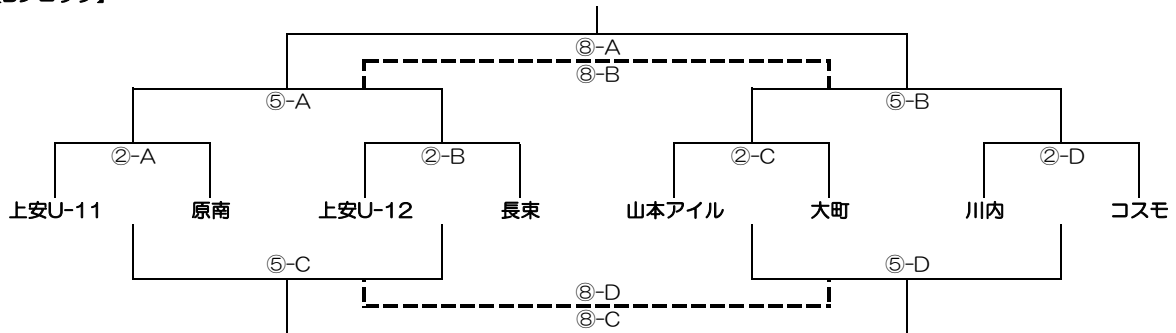 ⑧-A
⑧-B
⑤-A ⑤-B
②-A ②-B ②-C ②-D
上安U-11 原南 上安U-12 長束 山本アイル 大町 川内 コスモ
⑤-C ⑤-D
⑧-D
⑧-C